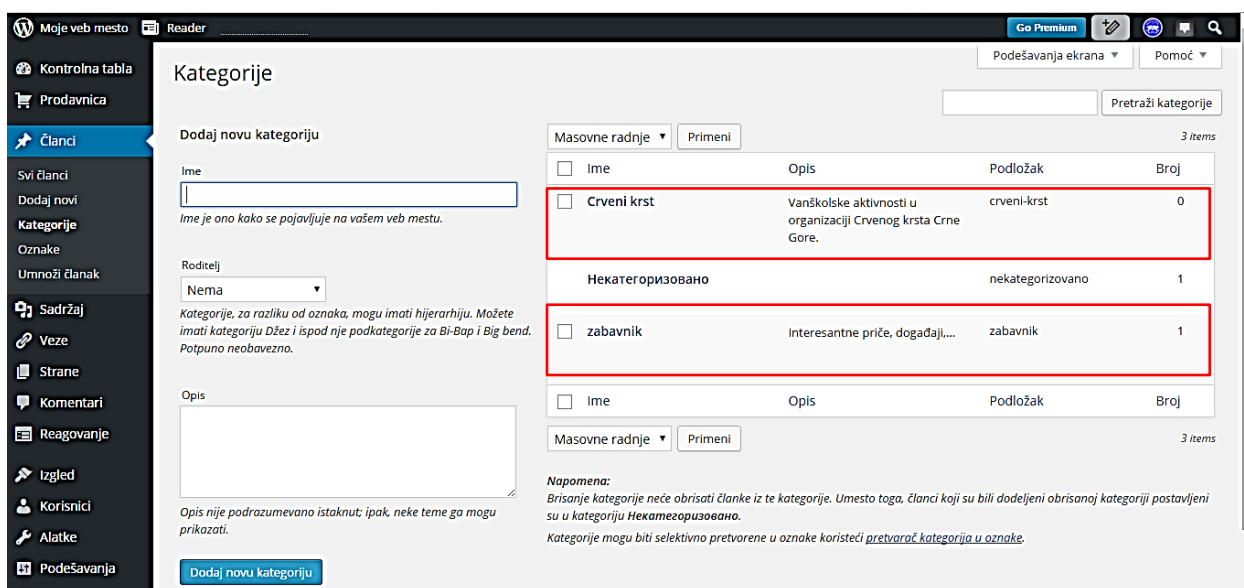 Moje veb mesto Reader Go Premium
Kontrolna tabla
Prodavnica
Članci
Svi članci
Dodaj novi
Kategorije
Oznake
Umnoži članak
Sadržaj
Veze
Strane
Komentari
Reagovanje
Izgled
Korisnici
Alatke
Podešavanja
Podešavanja ekrana Pomoć
Kategorije
Pretraži kategorije
Dodaj novu kategoriju
Ime
Ime je ono kako se pojavljuje na vašem veb mestu.
Roditelj
Nema
Kategorije, za razliku od oznaka, mogu imati hijerarhiju. Možete
imati kategoriju Džez i ispod nje podkategorije za Bi-Bap i Big bend.
Potpuno neobavezno.
Opis
Opis nije podrazumevano istaknut; ipak, neke teme ga mogu
prikazati.
Dodaj novu kategoriju
Masovne radnje Primeni 3 items
Ime Opis Podložak Broj
Crveni krst Vanškolske aktivnosti u crveni-krst 0
organizaciji Crvenog krsta Crne
Gore.
Некатегоризовано nekategorizovano 1
zabavnik Interesantne priče, događaji,... zabavnik 1
Ime Opis Podložak Broj
Masovne radnje Primeni 3 items
Napomena:
Brisanje kategorije neće obrisati članke iz te kategorije. Umesto toga, članci koji su bili dodeljeni obrisanoj kategoriji postavljeni
su u kategoriju Некатегоризовано.
Kategorije mogu biti selektivno pretvorene u oznake koristeći pretvarač kategorija u oznake.